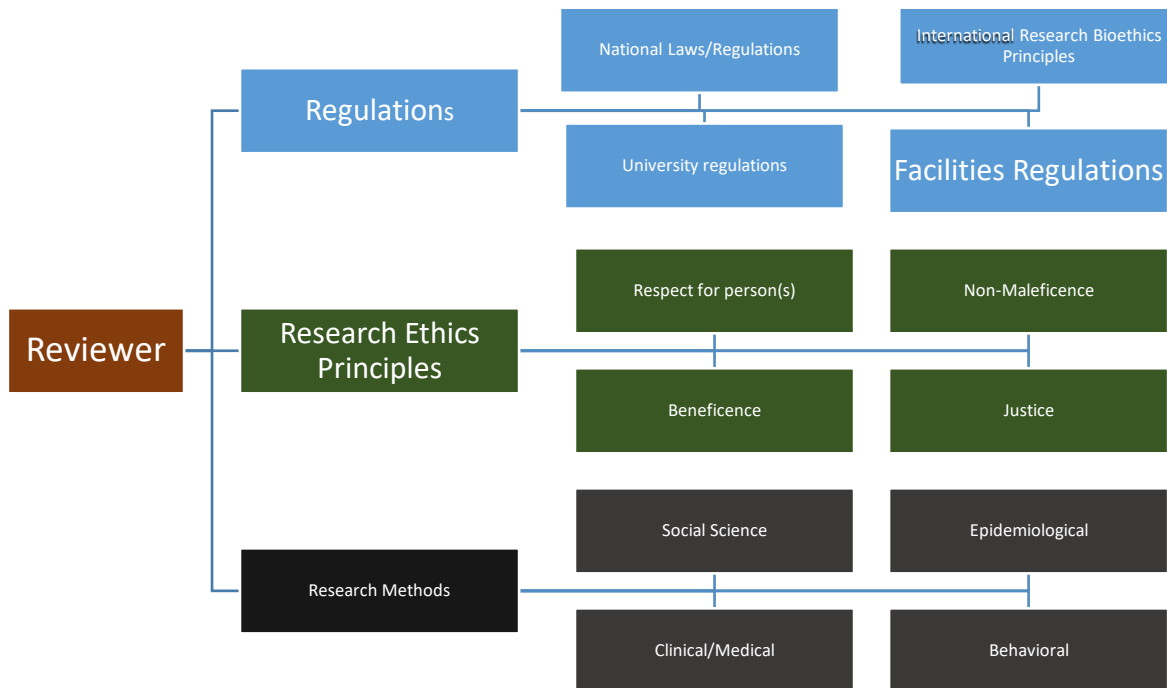 National Laws/Regulations
International Research Bioethics
Principles
Regulations
University regulations
Facilities Regulations
Respect for person(s)
Non-Maleficence
Reviewer
Research Ethics
Principles
Beneficence
Justice
Social Science
Epidemiological
Research Methods
Clinical/Medical
Behavioral